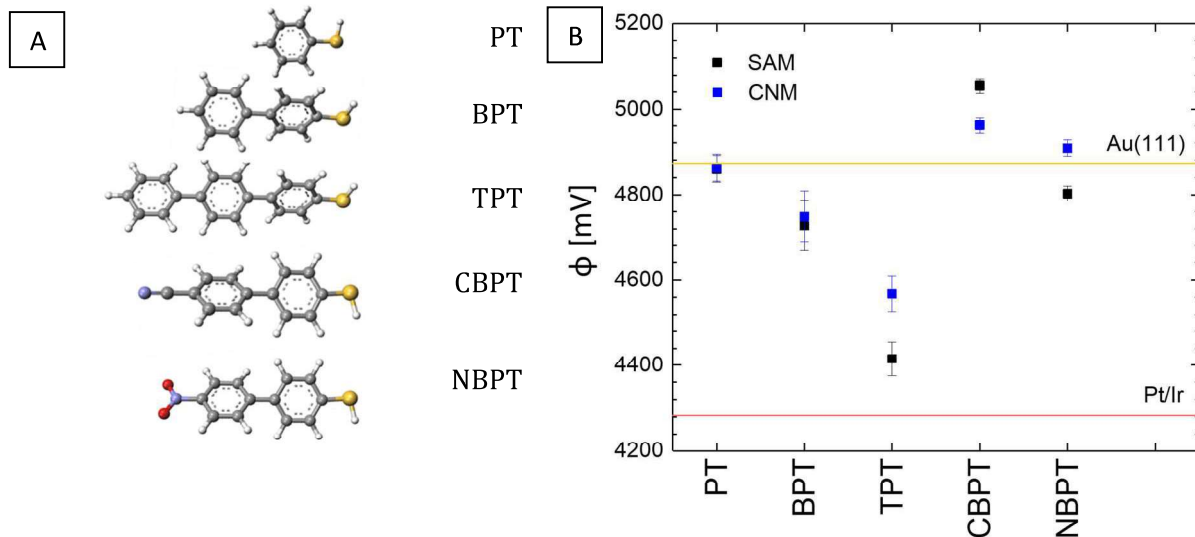 A
PT
BPT
TPT
CBPT
NBPT
B
5200
5000
4800
4600
4400
4200
ϕ [mV]
SAM
CNM
Au(111)
Pt/Ir
PT
BPT
TPT
CBPT
NBPT